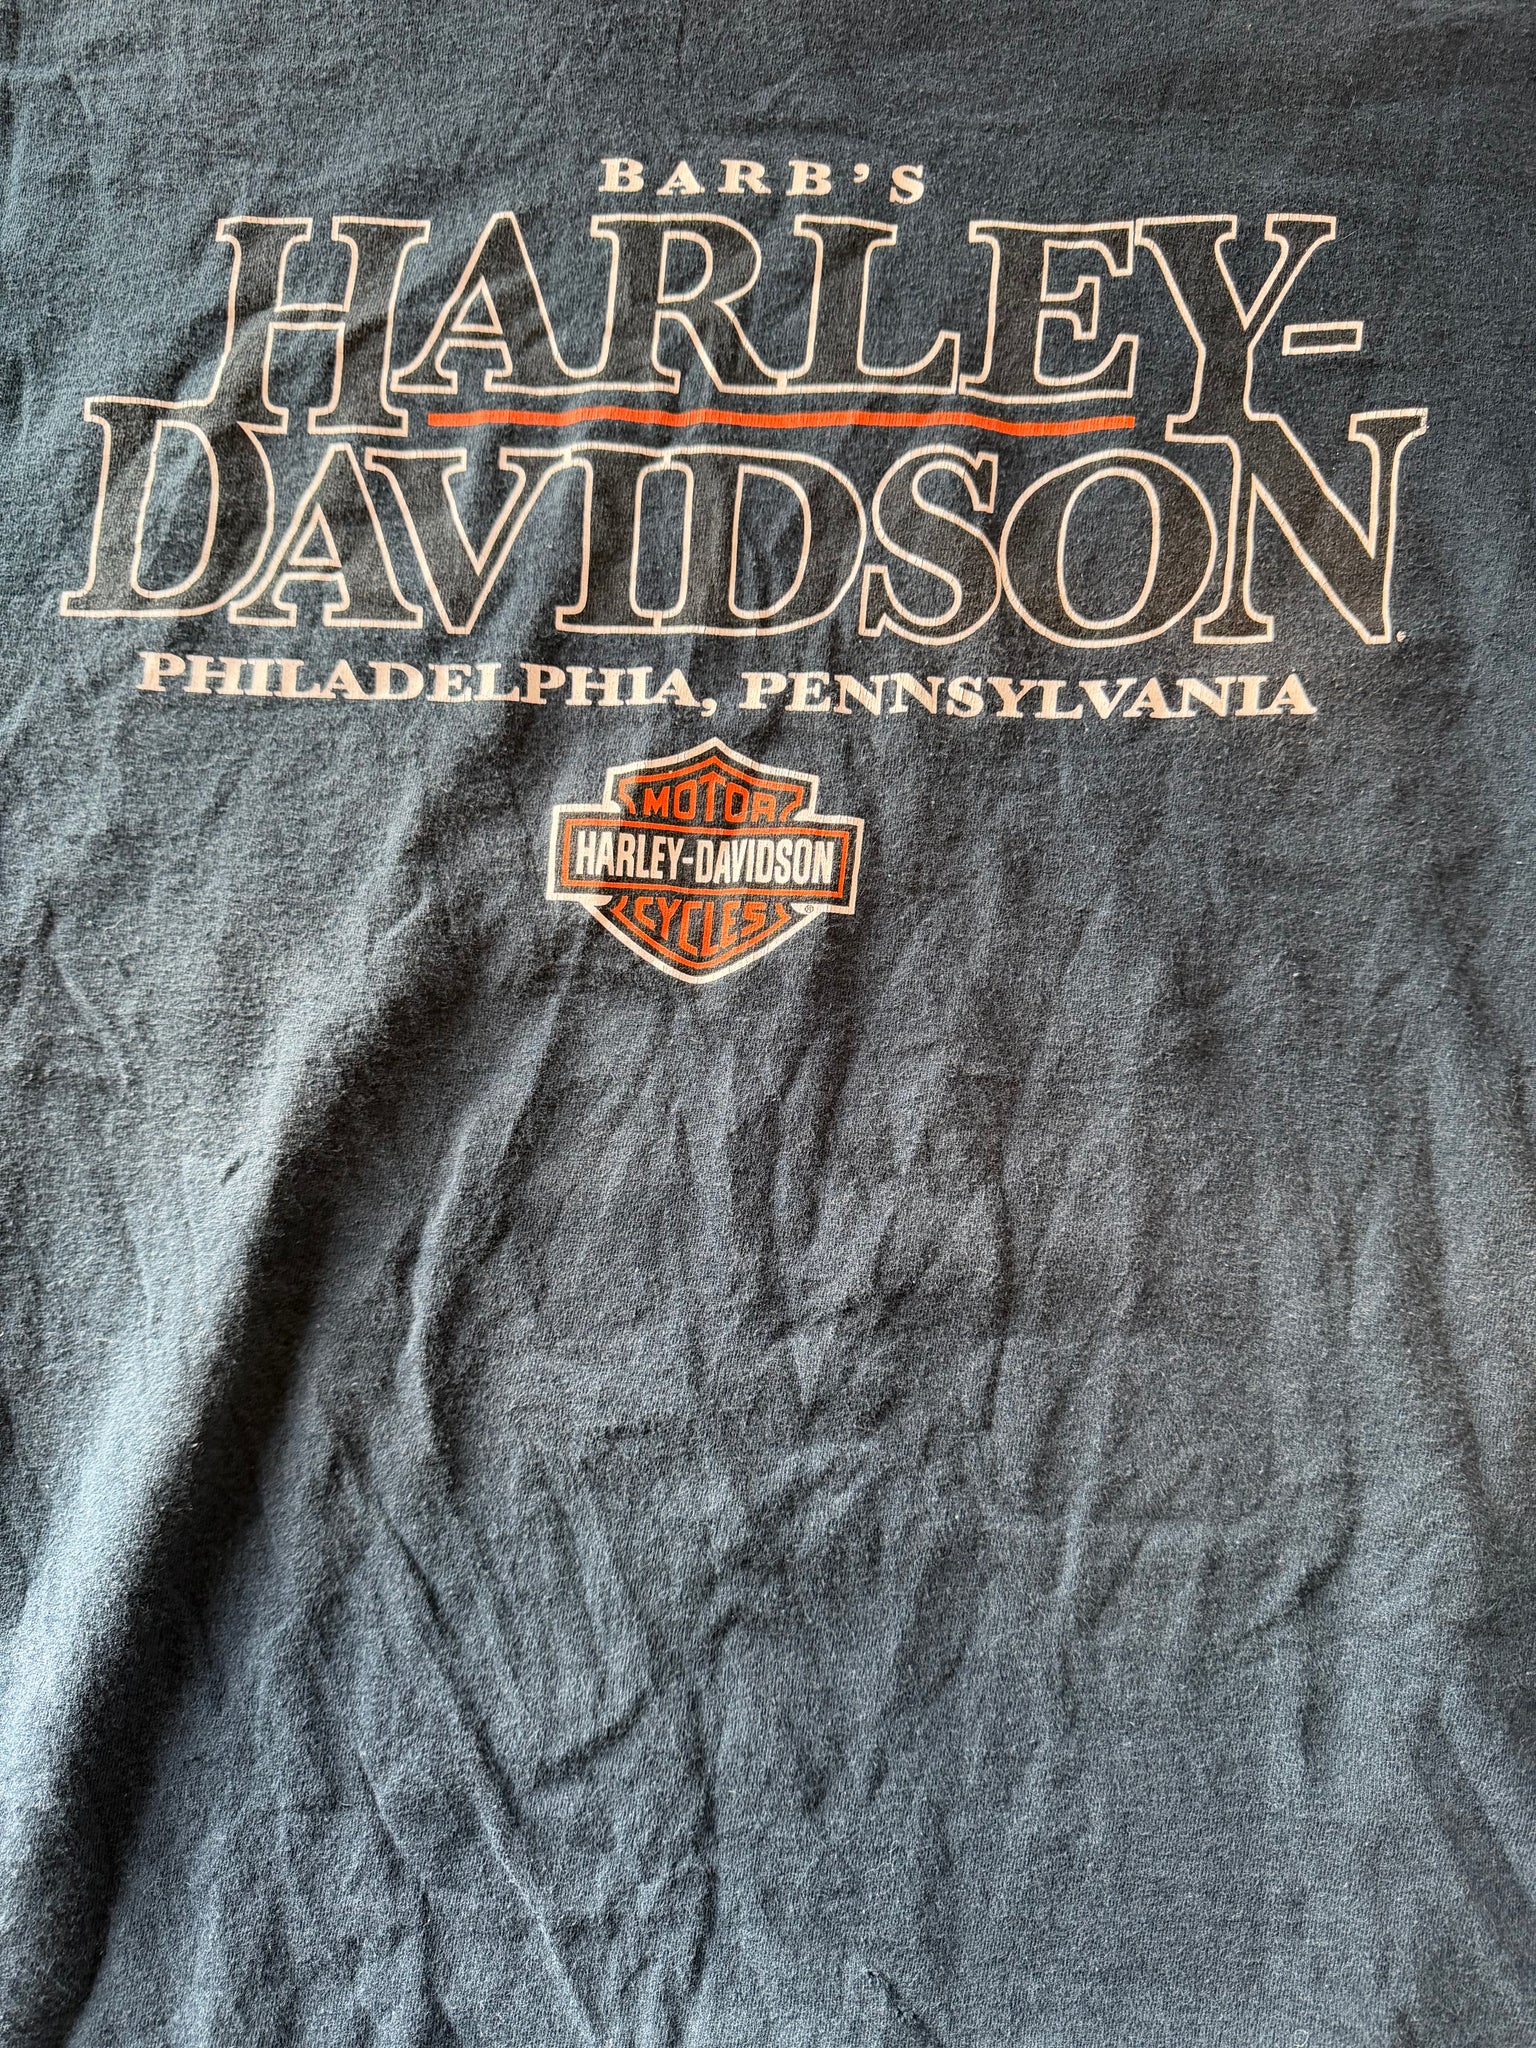 BARB'S
HARLEY-
DAVIDSON
PHILADELPHIA, PENNSYLVANIA
MOTOR
HARLEY-DAVIDSON
CYCLES
®